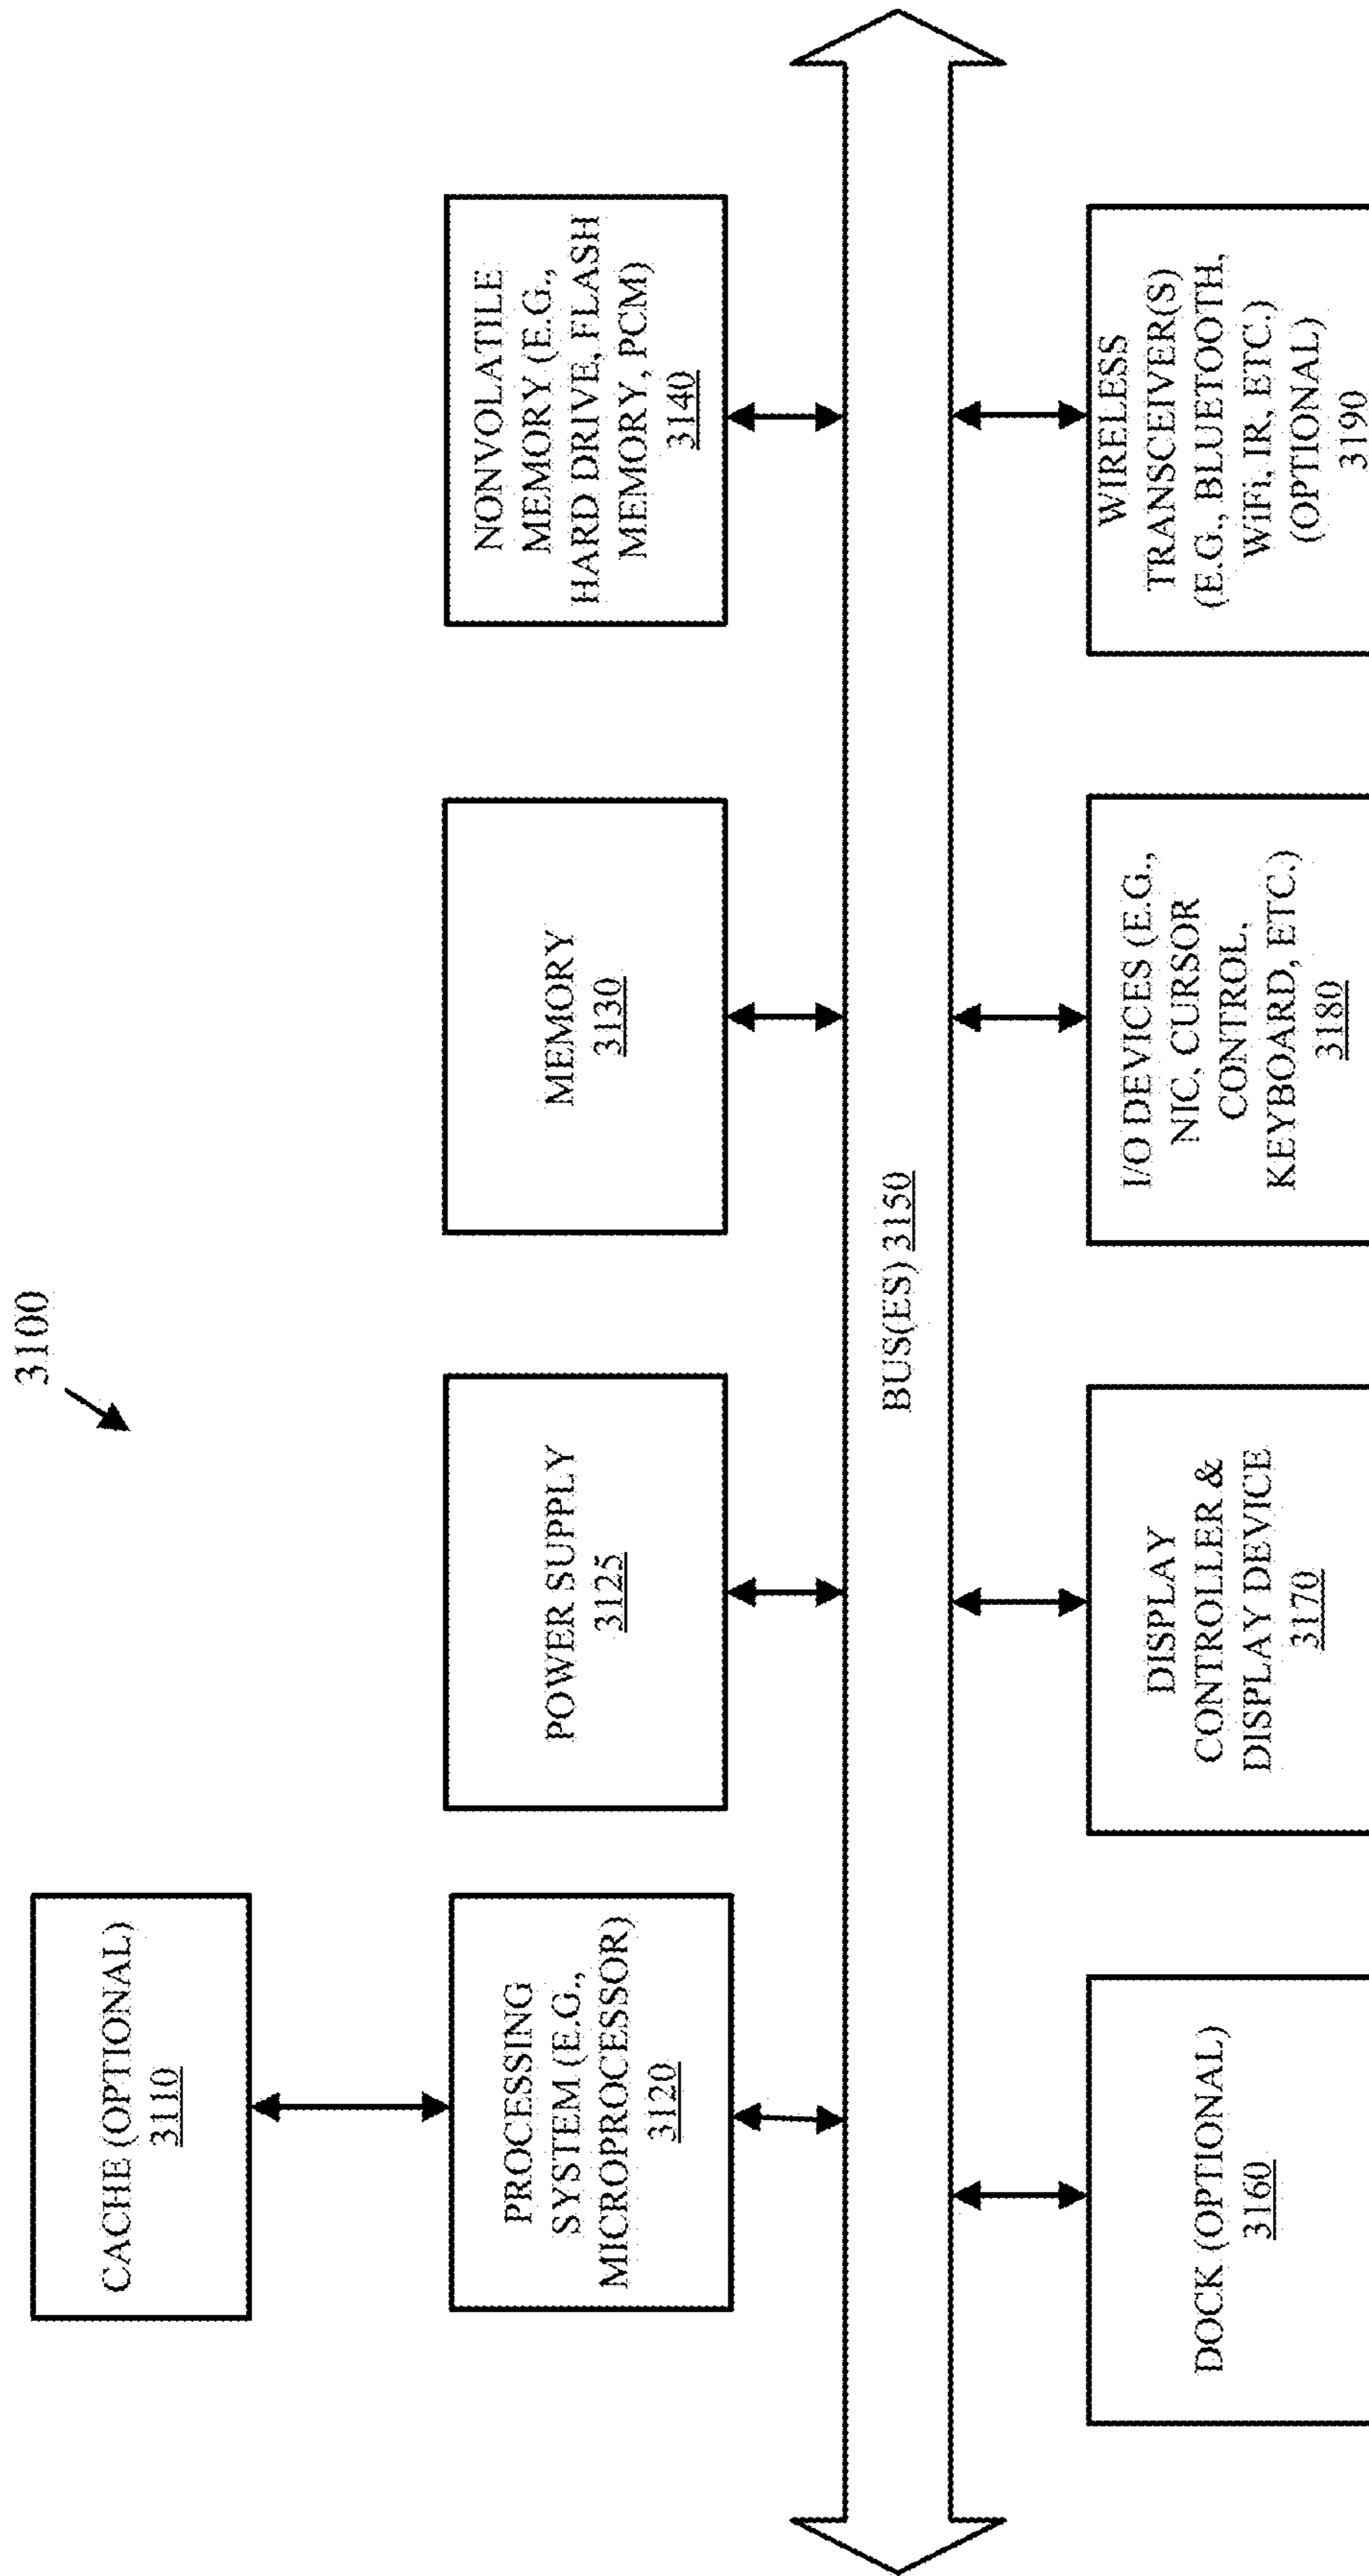 3100
CACHE (OPTIONAL)
3110
PROCESSING
SYSTEM (E.G.,
MICROPROCESSOR)
3120
POWER SUPPLY
3125
MEMORY
3130
NONVOLATILE
MEMORY (E.G.,
HARD DRIVE, FLASH
MEMORY, PCM)
3140
BUS(ES) 3150
DOCK (OPTIONAL)
3160
DISPLAY
CONTROLLER &
DISPLAY DEVICE
3170
I/O DEVICES (E.G.,
NIC, CURSOR
CONTROL,
KEYBOARD, ETC.)
3180
WIRELESS
TRANSCEIVER(S)
(E.G., BLUETOOTH,
WiFi, IR, ETC.)
(OPTIONAL)
3190